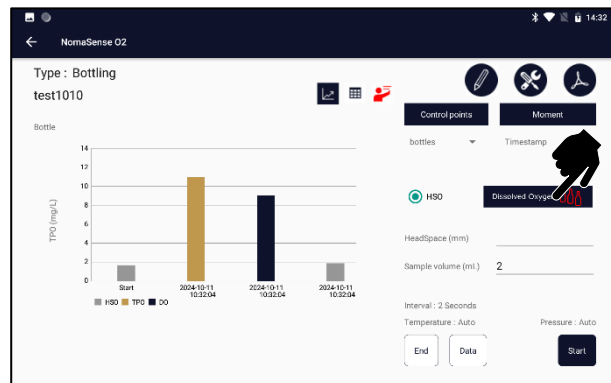 14:32
NomaSense O2
Type : Bottling
test1010
Control points
Moment
bottles
Timestamp
Bottle
14
12
10
8
6
4
2
0
TPO (mg/L)
Start
2024-10-11
10:32:04
2024-10-11
10:32:04
2024-10-11
10:32:04
HSO
TPO
DO
HSO
Dissolved Oxyge
HeadSpace (mm)
Sample volume (mL)
2
Interval : 2 Seconds
Temperature : Auto
Pressure : Auto
End
Data
Start